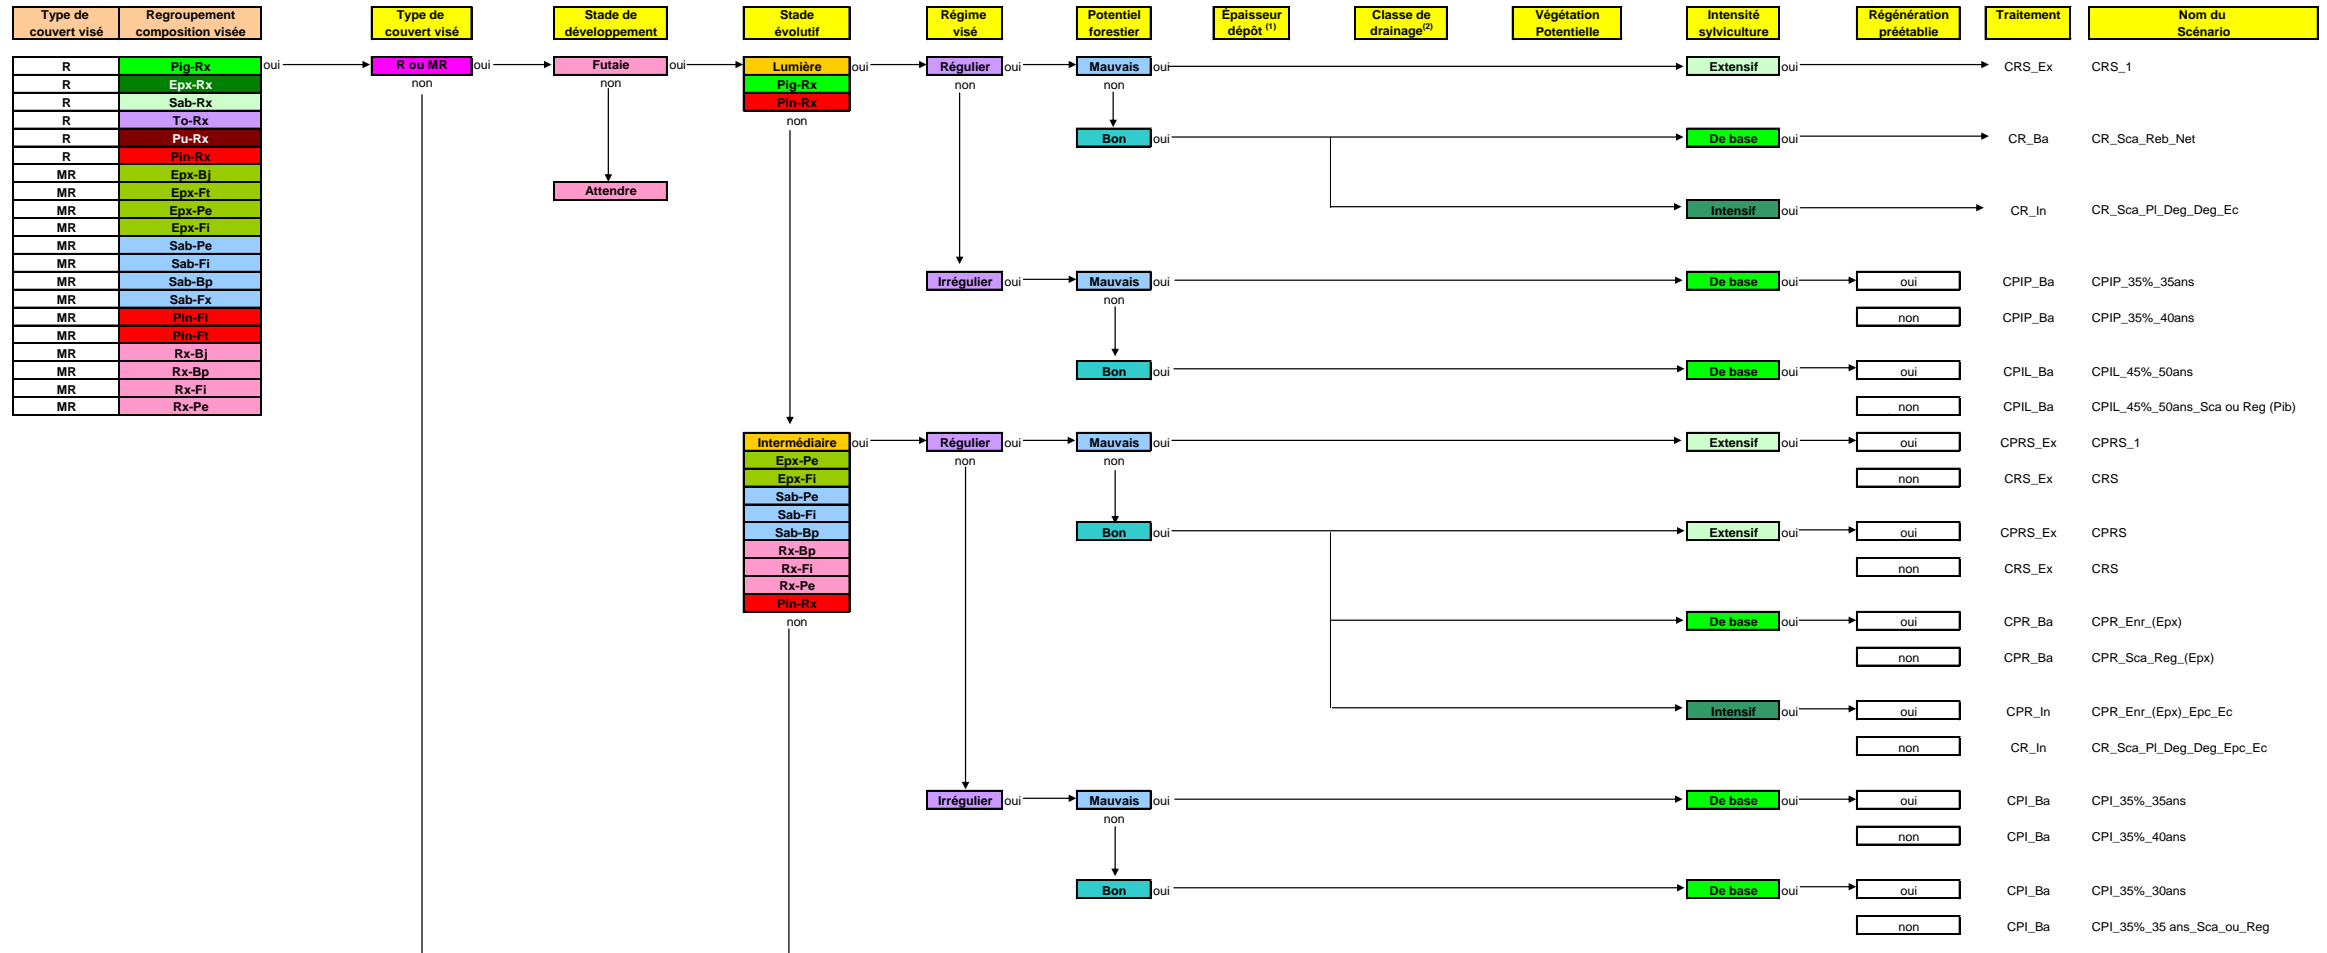 Type de couvert visé
Regroupement composition visée
Type de couvert visé
Stade de développement
Stade évolutif
Régime visé
Potentiel forestier
Épaisseur dépôt (1)
Classe de drainage(2)
Végétation Potentielle
Intensité sylviculture
Régénération préétablie
Traitement
Nom du Scénario
R Pig-Rx oui R ou MR oui Futaie oui Lumière oui Régulier oui Mauvais oui Extensif oui CRS_Ex CRS_1
R Epx-Rx non non Pig-Rx non non
R Sab-Rx Pin-Rx
R To-Rx non
R Pu-Rx Bon oui De base oui CR_Ba CR_Sca_Reb_Net
R Pin-Rx
MR Epx-Bj
MR Epx-Ft Attendre
MR Epx-Pe Intensif oui CR_In CR_Sca_Pl_Deg_Deg_Ec
MR Epx-Fi
MR Sab-Pe
MR Sab-Fi
MR Sab-Bp Irrégulier oui Mauvais oui De base oui oui CPIP_Ba CPIP_35%_35ans
MR Sab-Fx non
MR Pin-Fi non CPIP_Ba CPIP_35%_40ans
MR Pin-Ft
MR Rx-Bj
MR Rx-Bp Bon oui De base oui oui CPIL_Ba CPIL_45%_50ans
MR Rx-Fi
MR Rx-Pe non CPIL_Ba CPIL_45%_50ans_Sca ou Reg (Pib)
Intermédiaire oui Régulier oui Mauvais oui Extensif oui oui CPRS_Ex CPRS_1
Epx-Pe non non
Epx-Fi non CRS_Ex CRS
Sab-Pe
Sab-Fi
Sab-Bp Bon oui Extensif oui oui CPRS_Ex CPRS
Rx-Bp
Rx-Fi non CRS_Ex CRS
Rx-Pe
Pin-Rx
non De base oui oui CPR_Ba CPR_Enr_(Epx)
non CPR_Ba CPR_Sca_Reg_(Epx)
Intensif oui oui CPR_In CPR_Enr_(Epx)_Epc_Ec
non CR_In CR_Sca_Pl_Deg_Deg_Epc_Ec
Irrégulier oui Mauvais oui De base oui oui CPI_Ba CPI_35%_35ans
non
non CPI_Ba CPI_35%_40ans
Bon oui De base oui oui CPI_Ba CPI_35%_30ans
non CPI_Ba CPI_35%_35 ans_Sca_ou_Reg